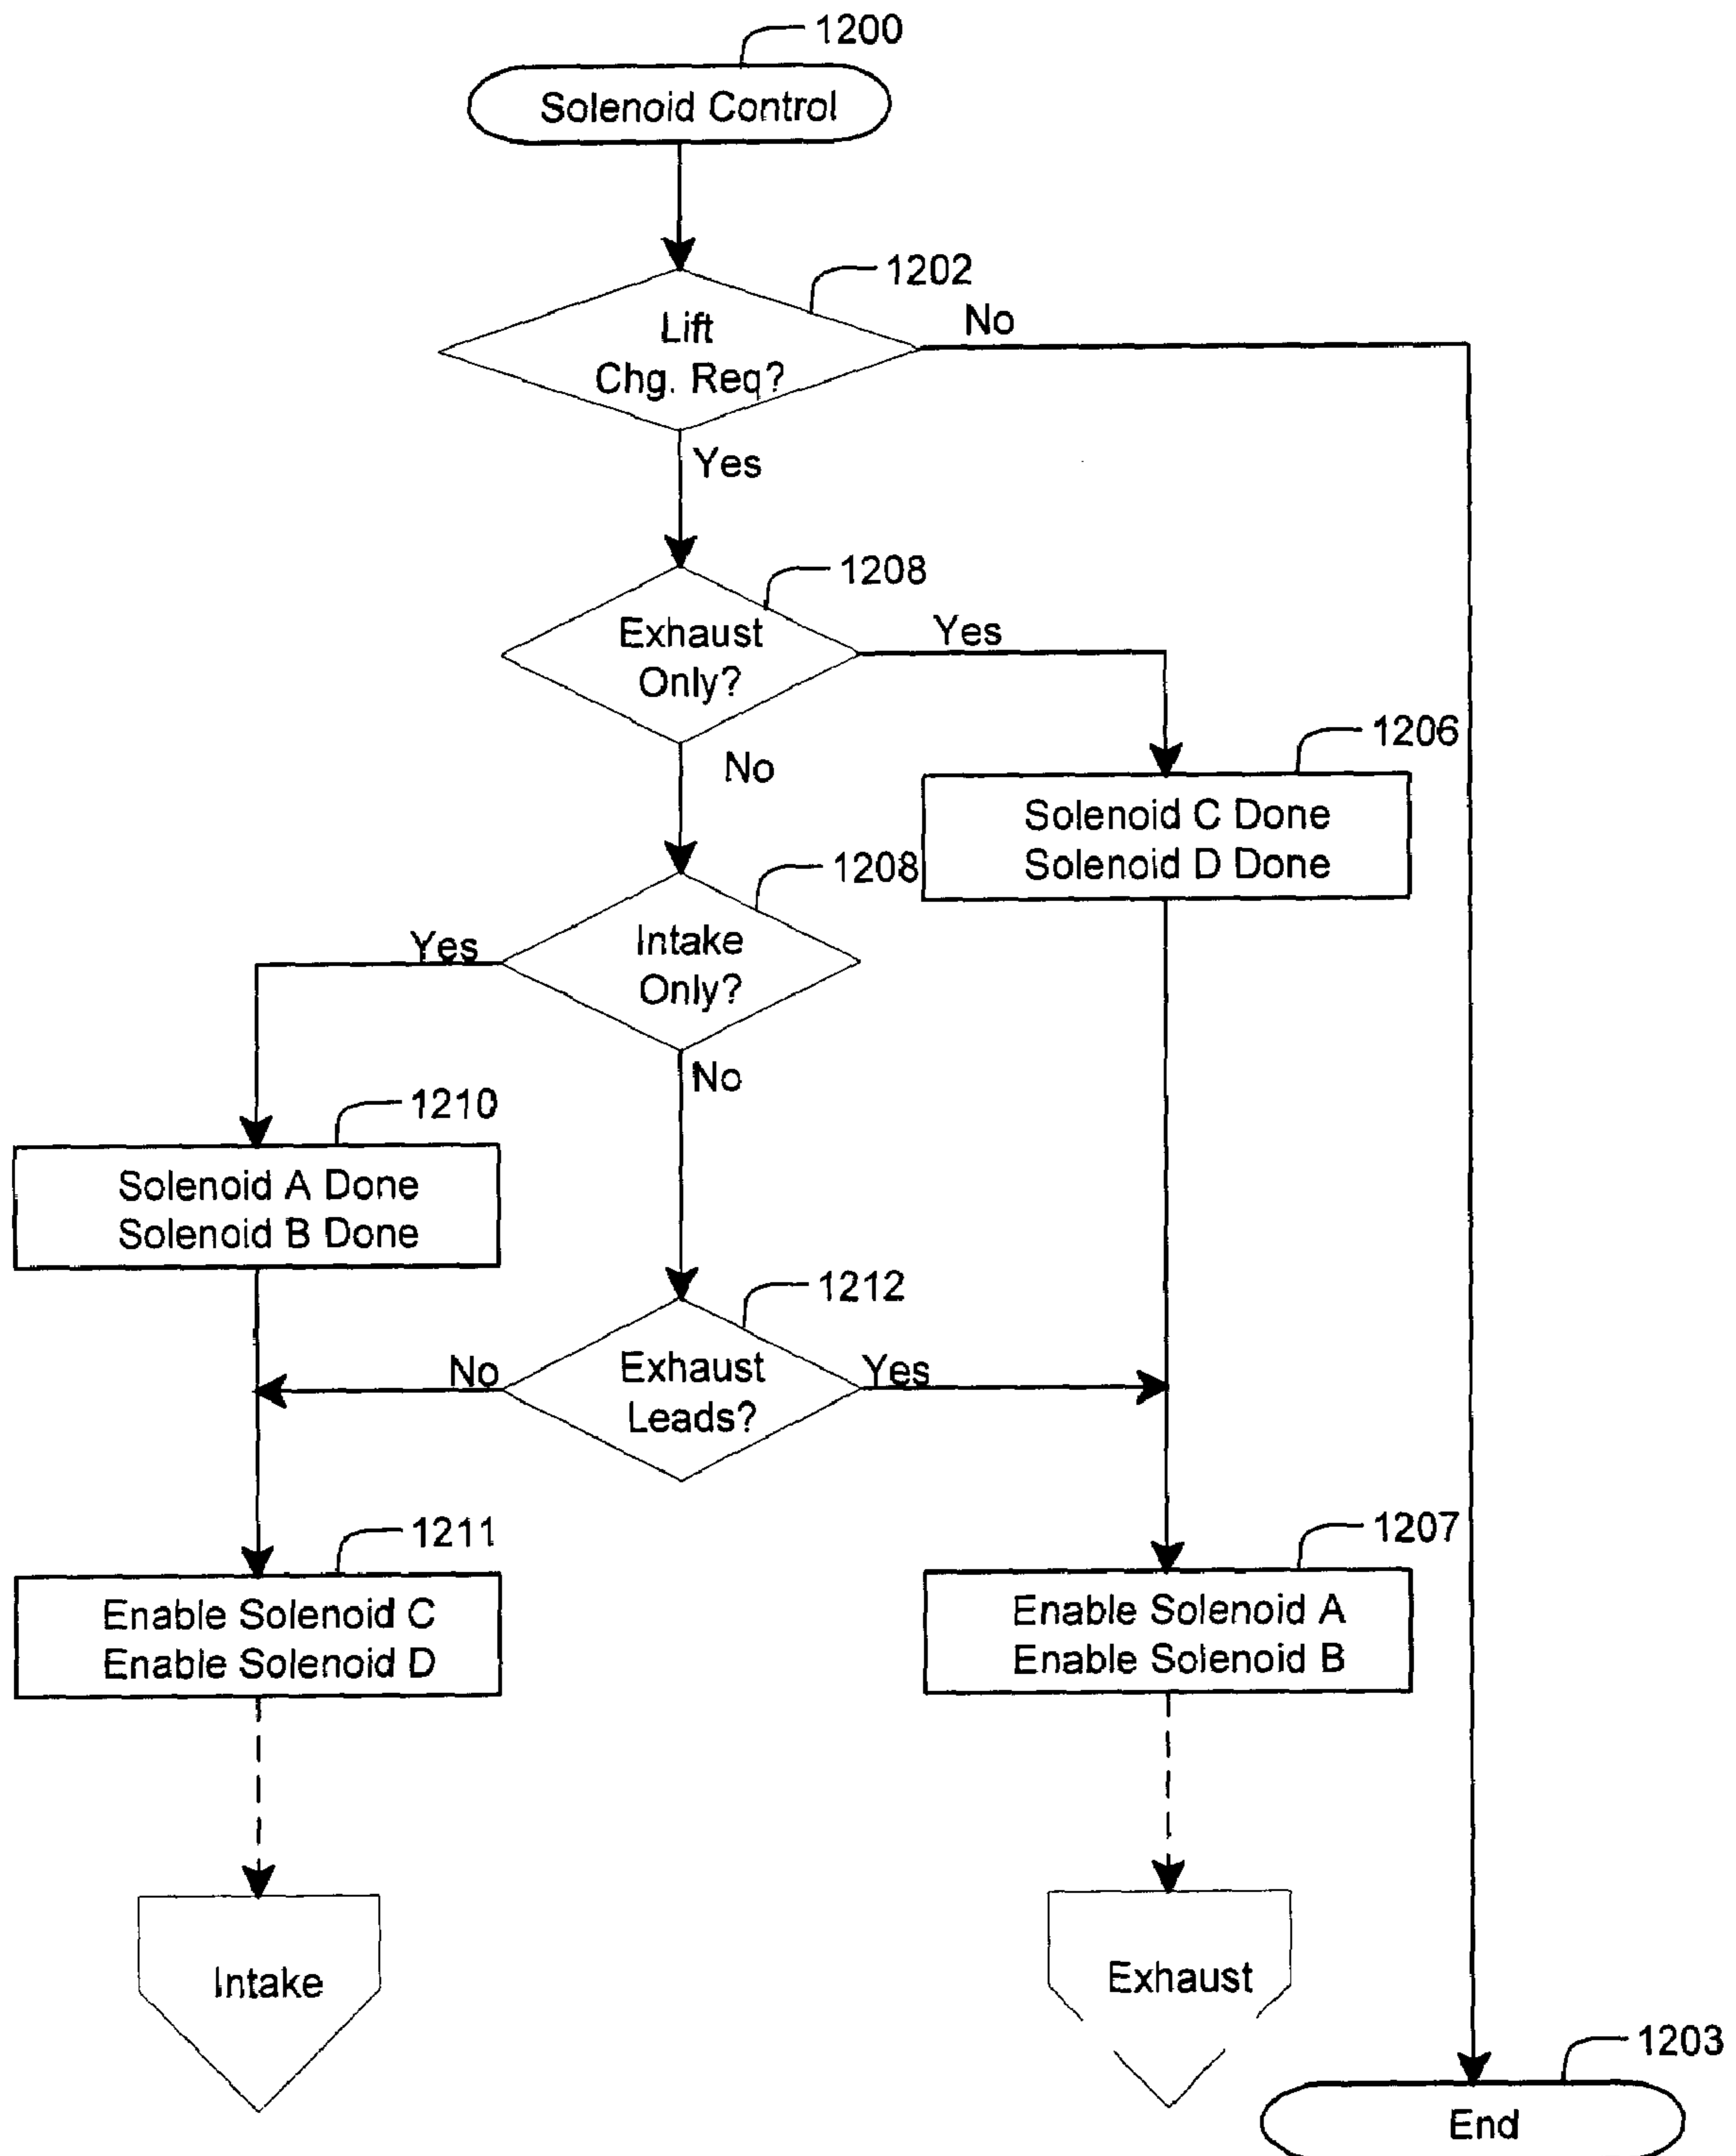 1200
Solenoid Control
1202
Lift
Chg. Req?
No
Yes
1208
Exhaust
Only?
Yes
No
1206
Solenoid C Done
Solenoid D Done
1208
Intake
Only?
Yes
No
1210
Solenoid A Done
Solenoid B Done
1212
Exhaust
Leads?
No
Yes
1211
Enable Solenoid C
Enable Solenoid D
1207
Enable Solenoid A
Enable Solenoid B
Intake
Exhaust
1203
End